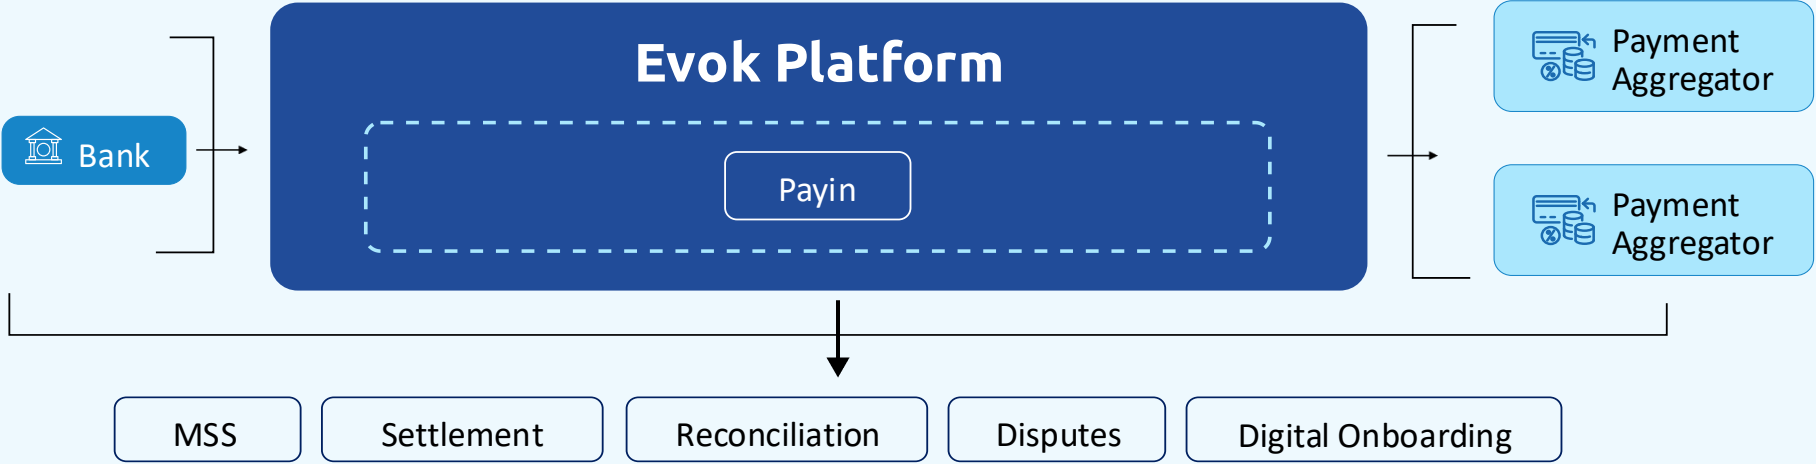 Evok Platform
Bank
Payin
Payment
Aggregator
Payment
Aggregator
MSS
Settlement
Reconciliation
Disputes
Digital Onboarding